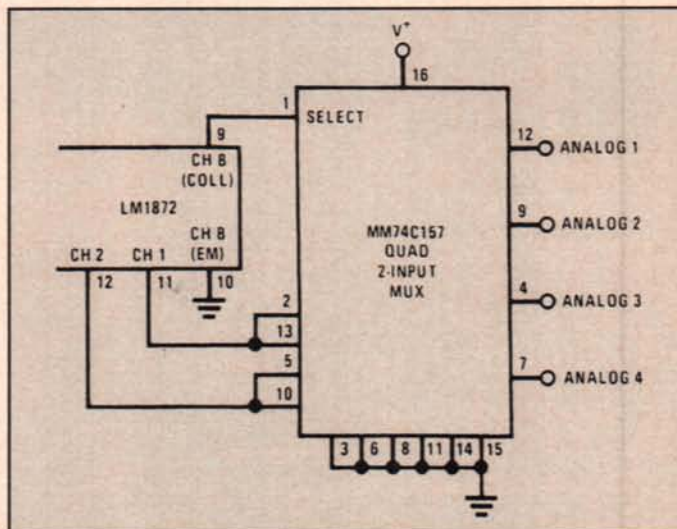 V+
16
1
SELECT
9
CH B
(COLL)
LM1872
CH B
(EM)
CH 2
CH 1
12
11
10
2
13
5
10
MM74C157
QUAD
2-INPUT
MUX
12
ANALOG 1
9
ANALOG 2
4
ANALOG 3
7
ANALOG 4
3
6
8
11
14
15